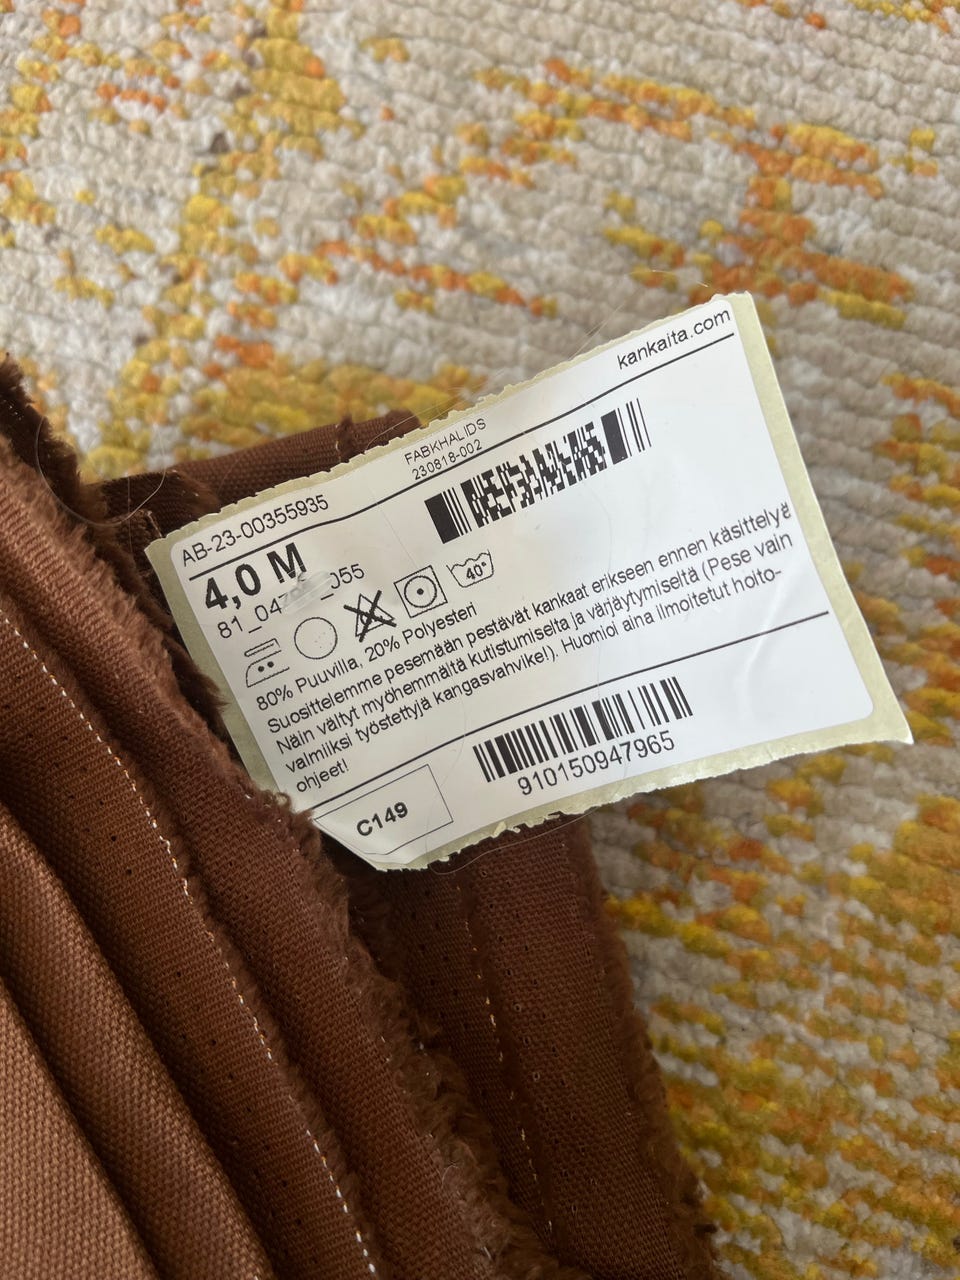 kankaita.com
FABKHALIDS
230818-002
AB-23-00355935
4,0 M
40°
80% Puuvilla, 20% Polyesteri
Suosittelemme pesemään pestävät kankaat erikseen ennen käsittelyä
Näin vältyt myöhemmältä kutistumiselta ja värjäytymiseltä (Pese vain
valmiiksi työstettyjä kangasvahvike!). Huomioi aina ilmoitetut hoito-
ohjeet!
910150947965
C149